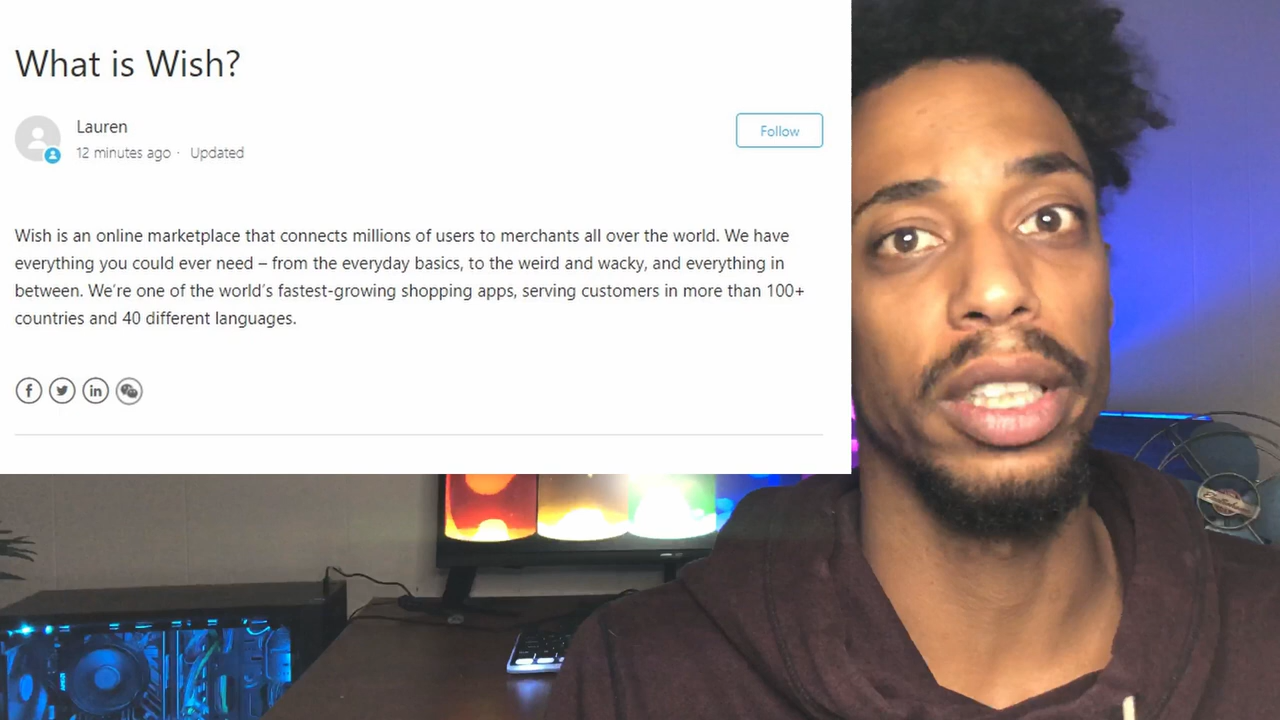 What is Wish?
Lauren
12 minutes ago · Updated
Follow
Wish is an online marketplace that connects millions of users to merchants all over the world. We have
everything you could ever need – from the everyday basics, to the weird and wacky, and everything in
between. We're one of the world's fastest-growing shopping apps, serving customers in more than 100+
countries and 40 different languages.